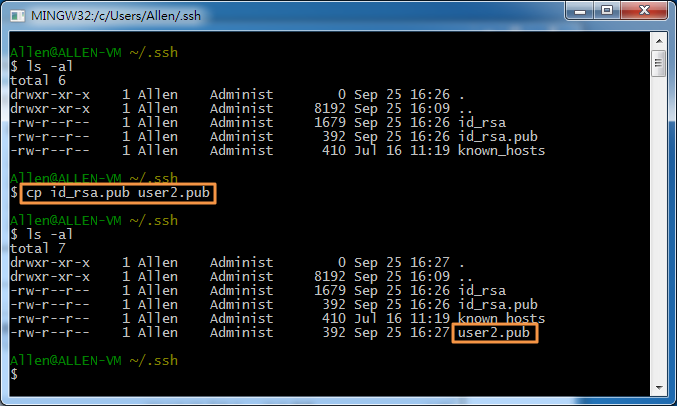 MINGW32:/c/Users/Allen/.ssh
Allen@ALLEN-VM ~/.ssh
$ ls -al
total 6
drwxr-xr-x    1 Allen    Administ        0 Sep 25 16:26 .
drwxr-xr-x    1 Allen    Administ     8192 Sep 25 16:09 ..
-rw-r--r--    1 Allen    Administ     1679 Sep 25 16:26 id_rsa
-rw-r--r--    1 Allen    Administ      392 Sep 25 16:26 id_rsa.pub
-rw-r--r--    1 Allen    Administ      410 Jul 16 11:19 known_hosts
Allen@ALLEN-VM ~/.ssh
$ cp id_rsa.pub user2.pub
Allen@ALLEN-VM ~/.ssh
$ ls -al
total 7
drwxr-xr-x    1 Allen    Administ        0 Sep 25 16:27 .
drwxr-xr-x    1 Allen    Administ     8192 Sep 25 16:09 ..
-rw-r--r--    1 Allen    Administ     1679 Sep 25 16:26 id_rsa
-rw-r--r--    1 Allen    Administ      392 Sep 25 16:26 id_rsa.pub
-rw-r--r--    1 Allen    Administ      410 Jul 16 11:19 known_hosts
-rw-r--r--    1 Allen    Administ      392 Sep 25 16:27 user2.pub
Allen@ALLEN-VM ~/.ssh
$